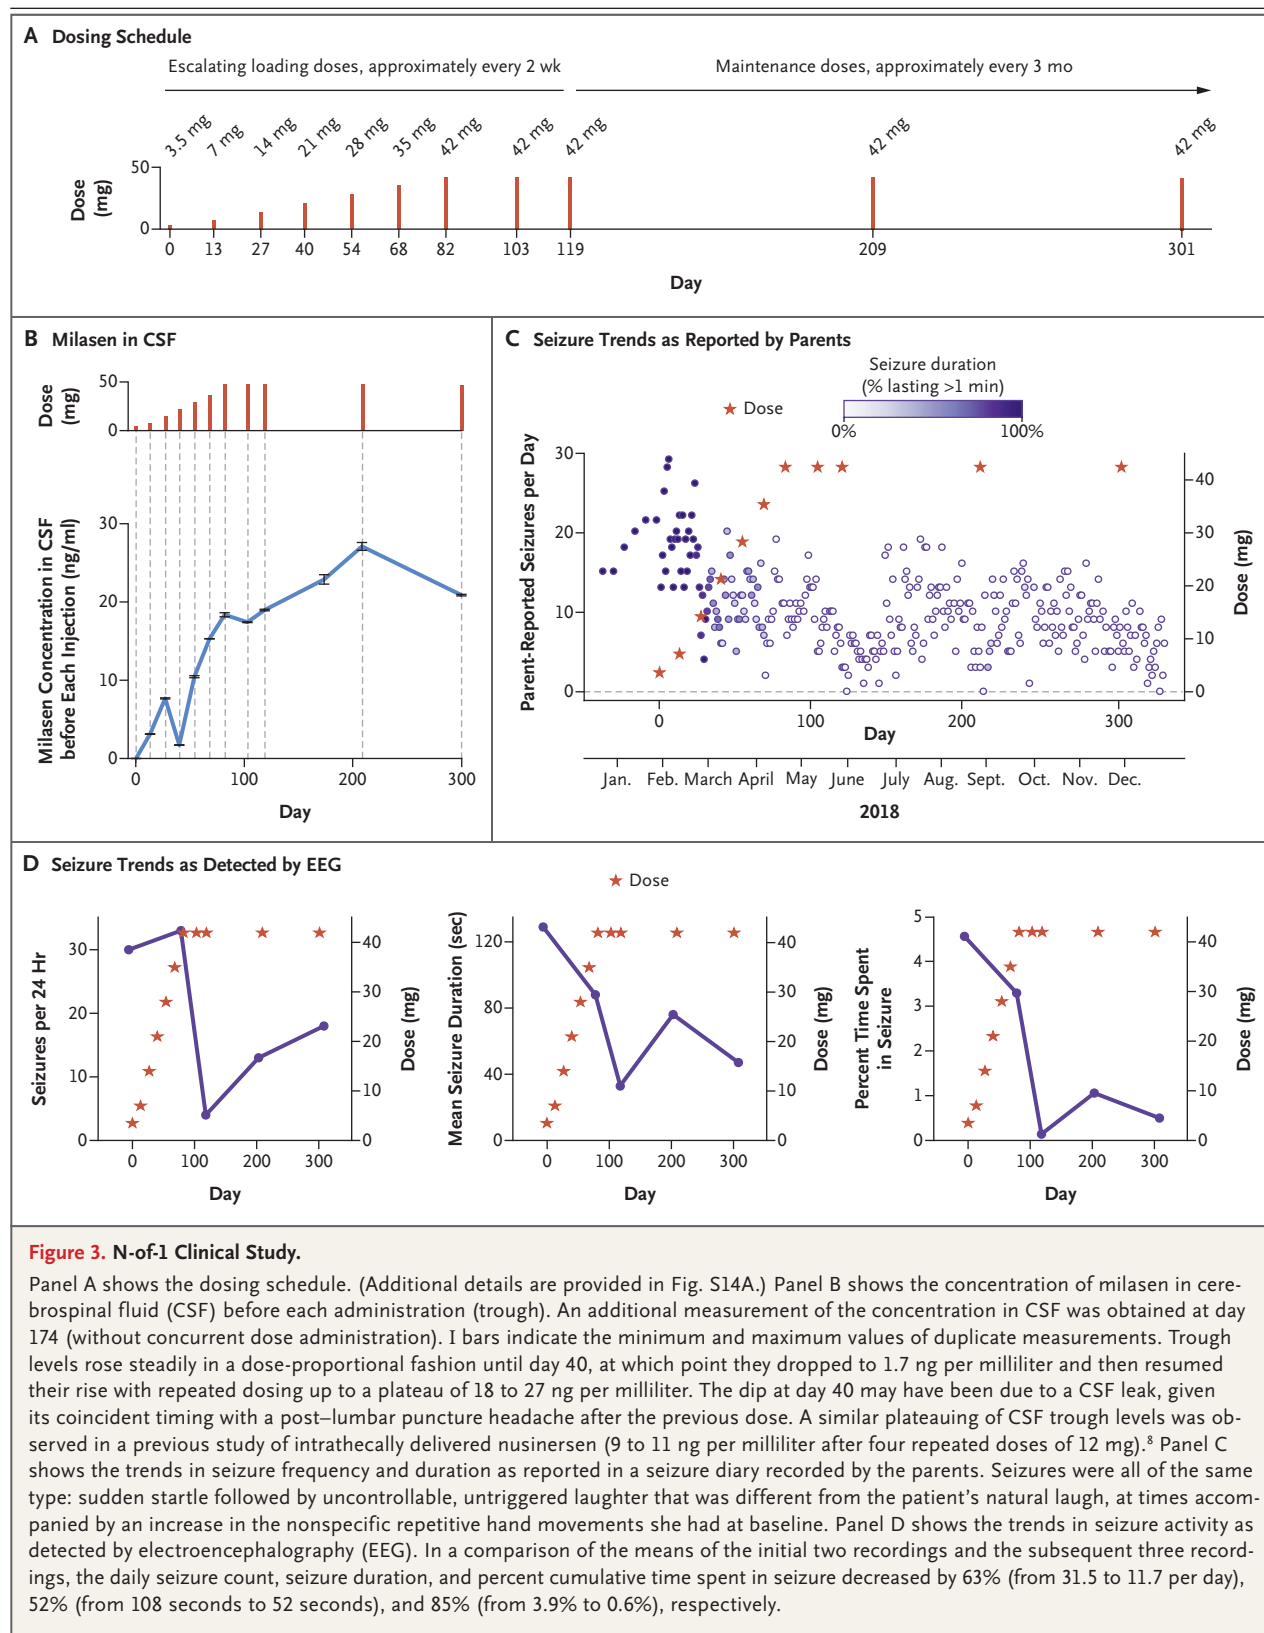 A Dosing Schedule
Escalating loading doses, approximately every 2 wk
Maintenance doses, approximately every 3 mo
3.5 mg 7 mg 14 mg 21 mg 28 mg 35 mg 42 mg 42 mg 42 mg 42 mg 42 mg
Dose (mg)
50
0
0 13 27 40 54 68 82 103 119 209 301
Day
B Milasen in CSF
Dose (mg)
50
0
Milasen Concentration in CSF
before Each Injection (ng/ml)
30
20
10
0
0 100 200 300
Day
C Seizure Trends as Reported by Parents
Seizure duration
(% lasting >1 min)
0% 100%
Dose
Parent-Reported Seizures per Day
30
20
10
0
40
30
20
10
0
Dose (mg)
0 100 200 300
Day
Jan. Feb. March April May June July Aug. Sept. Oct. Nov. Dec.
2018
D Seizure Trends as Detected by EEG
Dose
Seizures per 24 Hr
30
20
10
0
40
30
20
10
0
Dose (mg)
0 100 200 300
Day
Mean Seizure Duration (sec)
120
80
40
0
40
30
20
10
0
Dose (mg)
0 100 200 300
Day
Percent Time Spent
in Seizure
5
4
3
2
1
0
40
30
20
10
0
Dose (mg)
0 100 200 300
Day
Figure 3. N-of-1 Clinical Study.
Panel A shows the dosing schedule. (Additional details are provided in Fig. S14A.) Panel B shows the concentration of milasen in cere-
brospinal fluid (CSF) before each administration (trough). An additional measurement of the concentration in CSF was obtained at day
174 (without concurrent dose administration). I bars indicate the minimum and maximum values of duplicate measurements. Trough
levels rose steadily in a dose-proportional fashion until day 40, at which point they dropped to 1.7 ng per milliliter and then resumed
their rise with repeated dosing up to a plateau of 18 to 27 ng per milliliter. The dip at day 40 may have been due to a CSF leak, given
its coincident timing with a post–lumbar puncture headache after the previous dose. A similar plateauing of CSF trough levels was ob-
served in a previous study of intrathecally delivered nusinersen (9 to 11 ng per milliliter after four repeated doses of 12 mg).⁸ Panel C
shows the trends in seizure frequency and duration as reported in a seizure diary recorded by the parents. Seizures were all of the same
type: sudden startle followed by uncontrollable, untriggered laughter that was different from the patient's natural laugh, at times accom-
panied by an increase in the nonspecific repetitive hand movements she had at baseline. Panel D shows the trends in seizure activity as
detected by electroencephalography (EEG). In a comparison of the means of the initial two recordings and the subsequent three record-
ings, the daily seizure count, seizure duration, and percent cumulative time spent in seizure decreased by 63% (from 31.5 to 11.7 per day),
52% (from 108 seconds to 52 seconds), and 85% (from 3.9% to 0.6%), respectively.